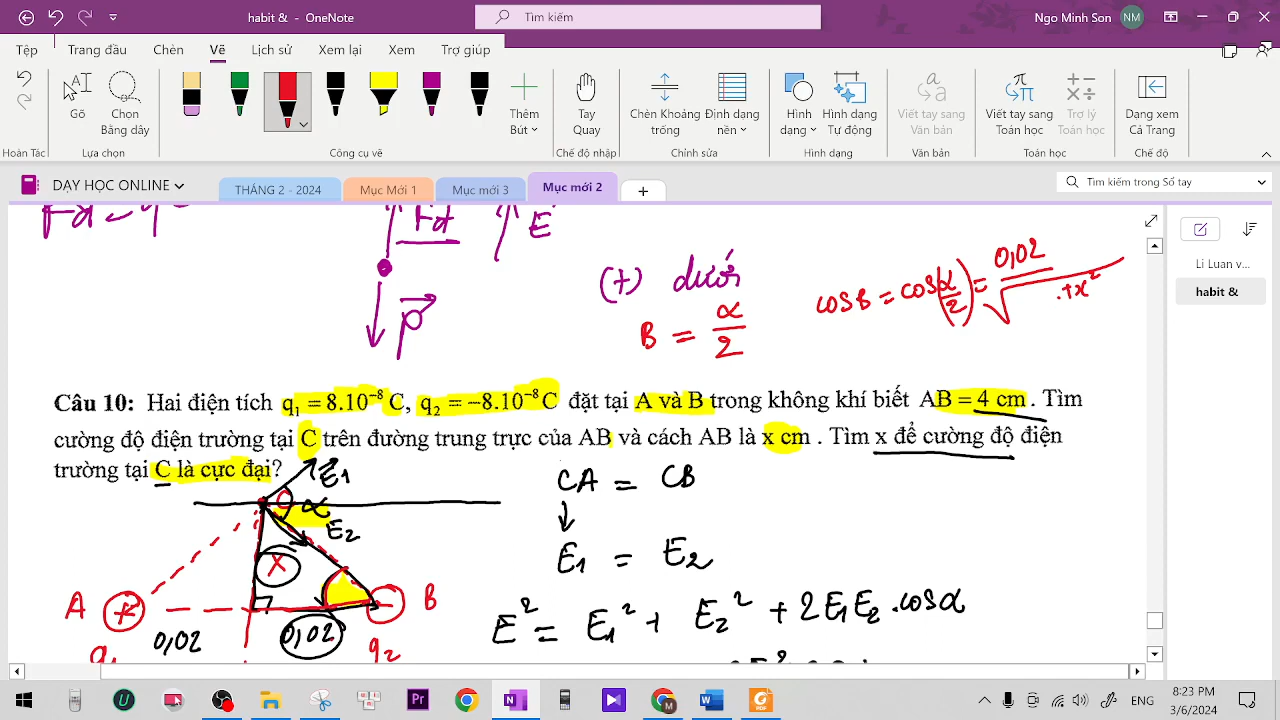 habit & - OneNote
Tìm kiếm
Ngo Minh Son NM
Tệp Trang đầu Chèn Vẽ Lịch sử Xem lại Xem Trợ giúp
Gõ
Chọn Bằng dây
Thêm Bút
Tay Quay
Chèn Khoảng trống
Định dạng nền
Hình dạng
Hình dạng Tự động
Viết tay sang Văn bản
Viết tay sang Toán học
Trợ lý Toán học
Dạng xem Cả Trang
Hoàn Tác Lựa chọn Công cụ vẽ Chế độ nhập Chỉnh sửa Hình dạng Văn bản Toán học Chế độ
DẠY HỌC ONLINE THÁNG 2 - 2024 Mục Mới 1 Mục mới 3 Mục mới 2 +
Tìm kiếm trong Sổ tay
Li Luan v...
habit &
Fđ E
P
(+) dưới
B = α/2
cosB = cos(α/2) = 0,02
.+x²
Câu 10: Hai điện tích q₁ = 8.10⁻⁸ C, q₂ = −8.10⁻⁸ C đặt tại A và B trong không khí biết AB = 4 cm . Tìm
cường độ điện trường tại C trên đường trung trực của AB và cách AB là x cm . Tìm x để cường độ điện
trường tại C là cực đại?
E1
α
E2
X
A + B
0,02 0,02
q2
CA = CB
↓
E1 = E2
E² = E1² + E2² + 2E1E2.cosα
Pr
W
PDF
ENG
8:23 PM
3/6/2024